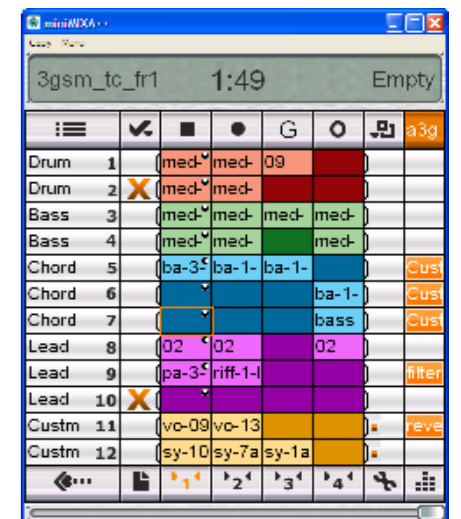 miniMIXA++
3gsm_tc_fr1 1:49 Empty
G a3g
Drum 1 med- med- 09
Drum 2 X med- med-
Bass 3 med- med- med- med-
Bass 4 med- med- med-
Chord 5 ba-3- ba-1- ba-1- Cust
Chord 6 ba-1- Cust
Chord 7 bass Cust
Lead 8 02 02 02
Lead 9 pa-3- riff-1-l filter
Lead 10 X
Custm 11 vo-09 vo-13 reve
Custm 12 sy-10 sy-7a sy-1a
1 2 3 4